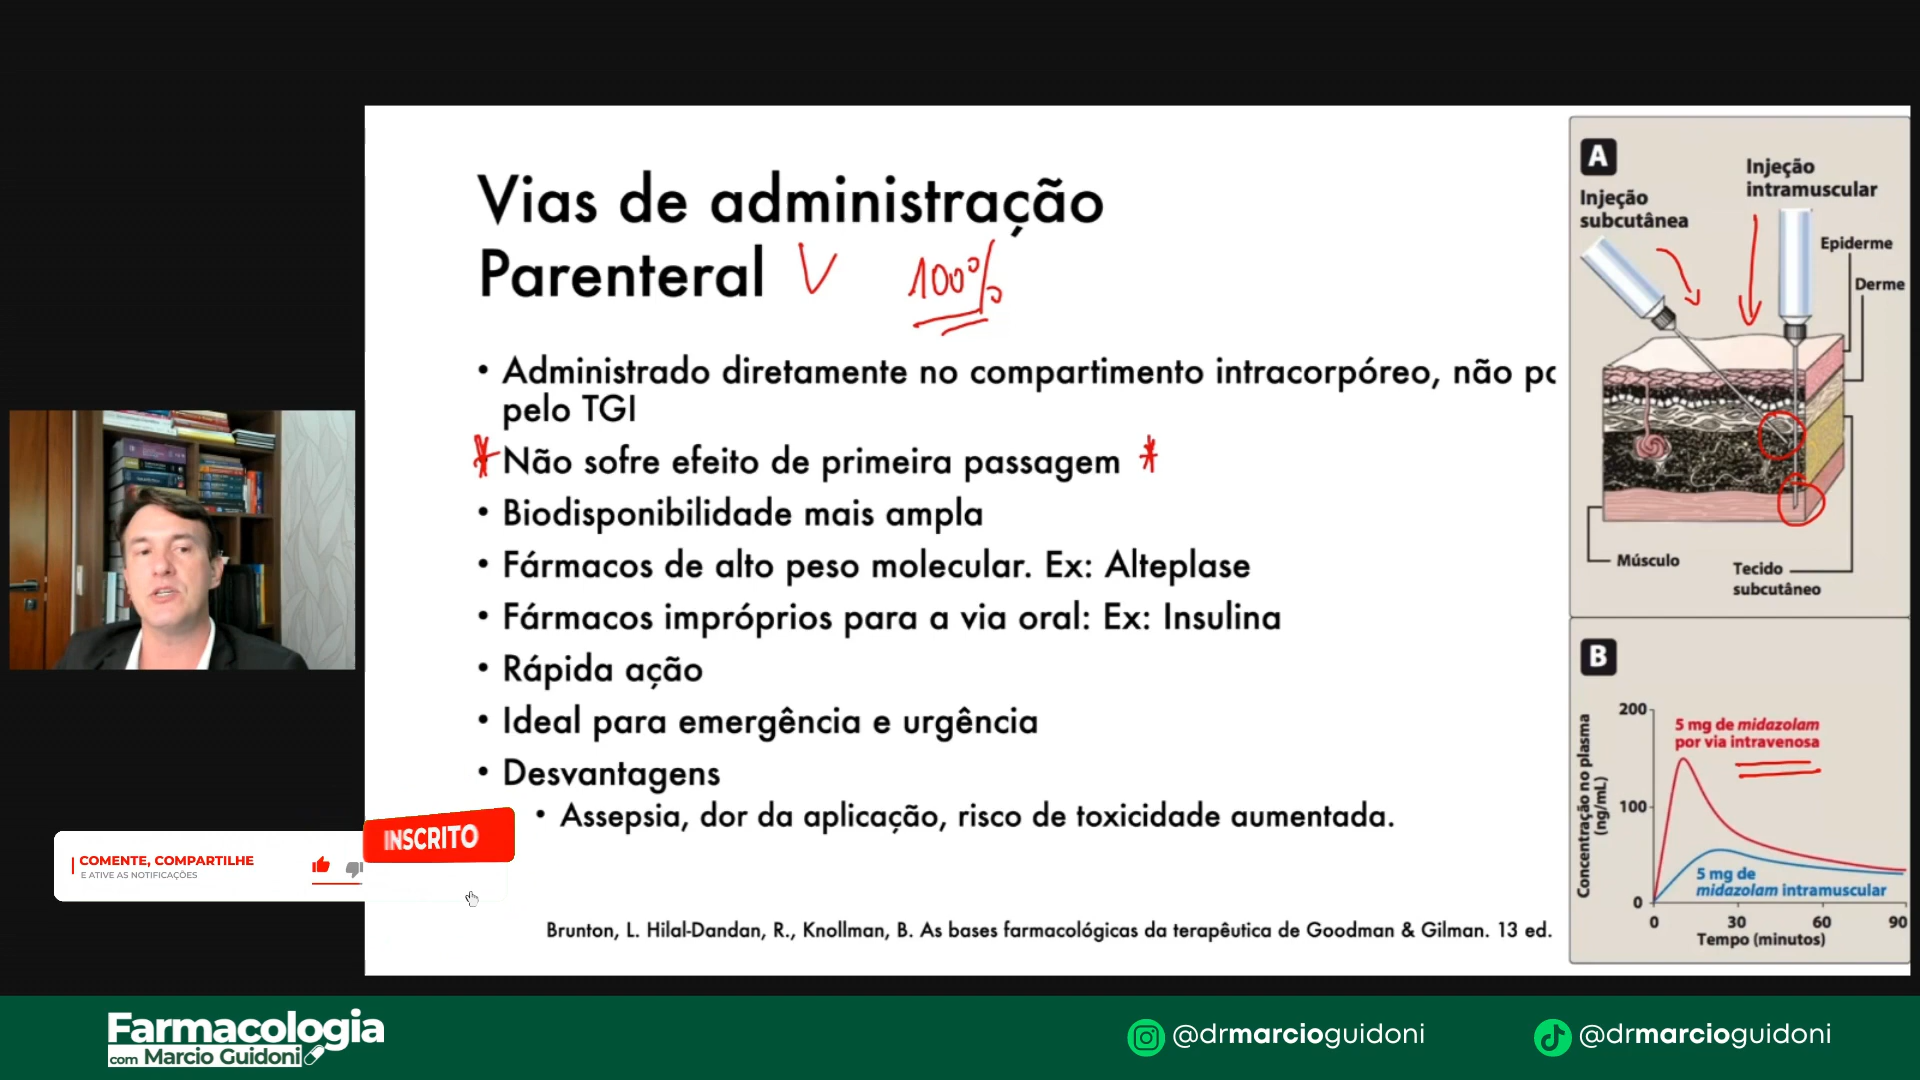 Vias de administração
Parenteral V 100%
• Administrado diretamente no compartimento intracorpóreo, não
pelo TGI
* Não sofre efeito de primeira passagem *
• Biodisponibilidade mais ampla
• Fármacos de alto peso molecular. Ex: Alteplase
• Fármacos impróprios para a via oral: Ex: Insulina
• Rápida ação
• Ideal para emergência e urgência
• Desvantagens
• Assepsia, dor da aplicação, risco de toxicidade aumentada.
Brunton, L. Hilal-Dandan, R., Knollman, B. As bases farmacológicas da terapêutica de Goodman & Gilman. 13 ed.
A
Injeção
subcutânea
Injeção
intramuscular
Epiderme
Derme
Músculo
Tecido
subcutâneo
B
Concentração no plasma
(ng/mL)
200
100
0
5 mg de midazolam
por via intravenosa
5 mg de
midazolam intramuscular
0 30 60 90
Tempo (minutos)
COMENTE, COMPARTILHE
E ATIVE AS NOTIFICAÇÕES
INSCRITO
Farmacologia
com Marcio Guidoni
@drmarcioguidoni
@drmarcioguidoni